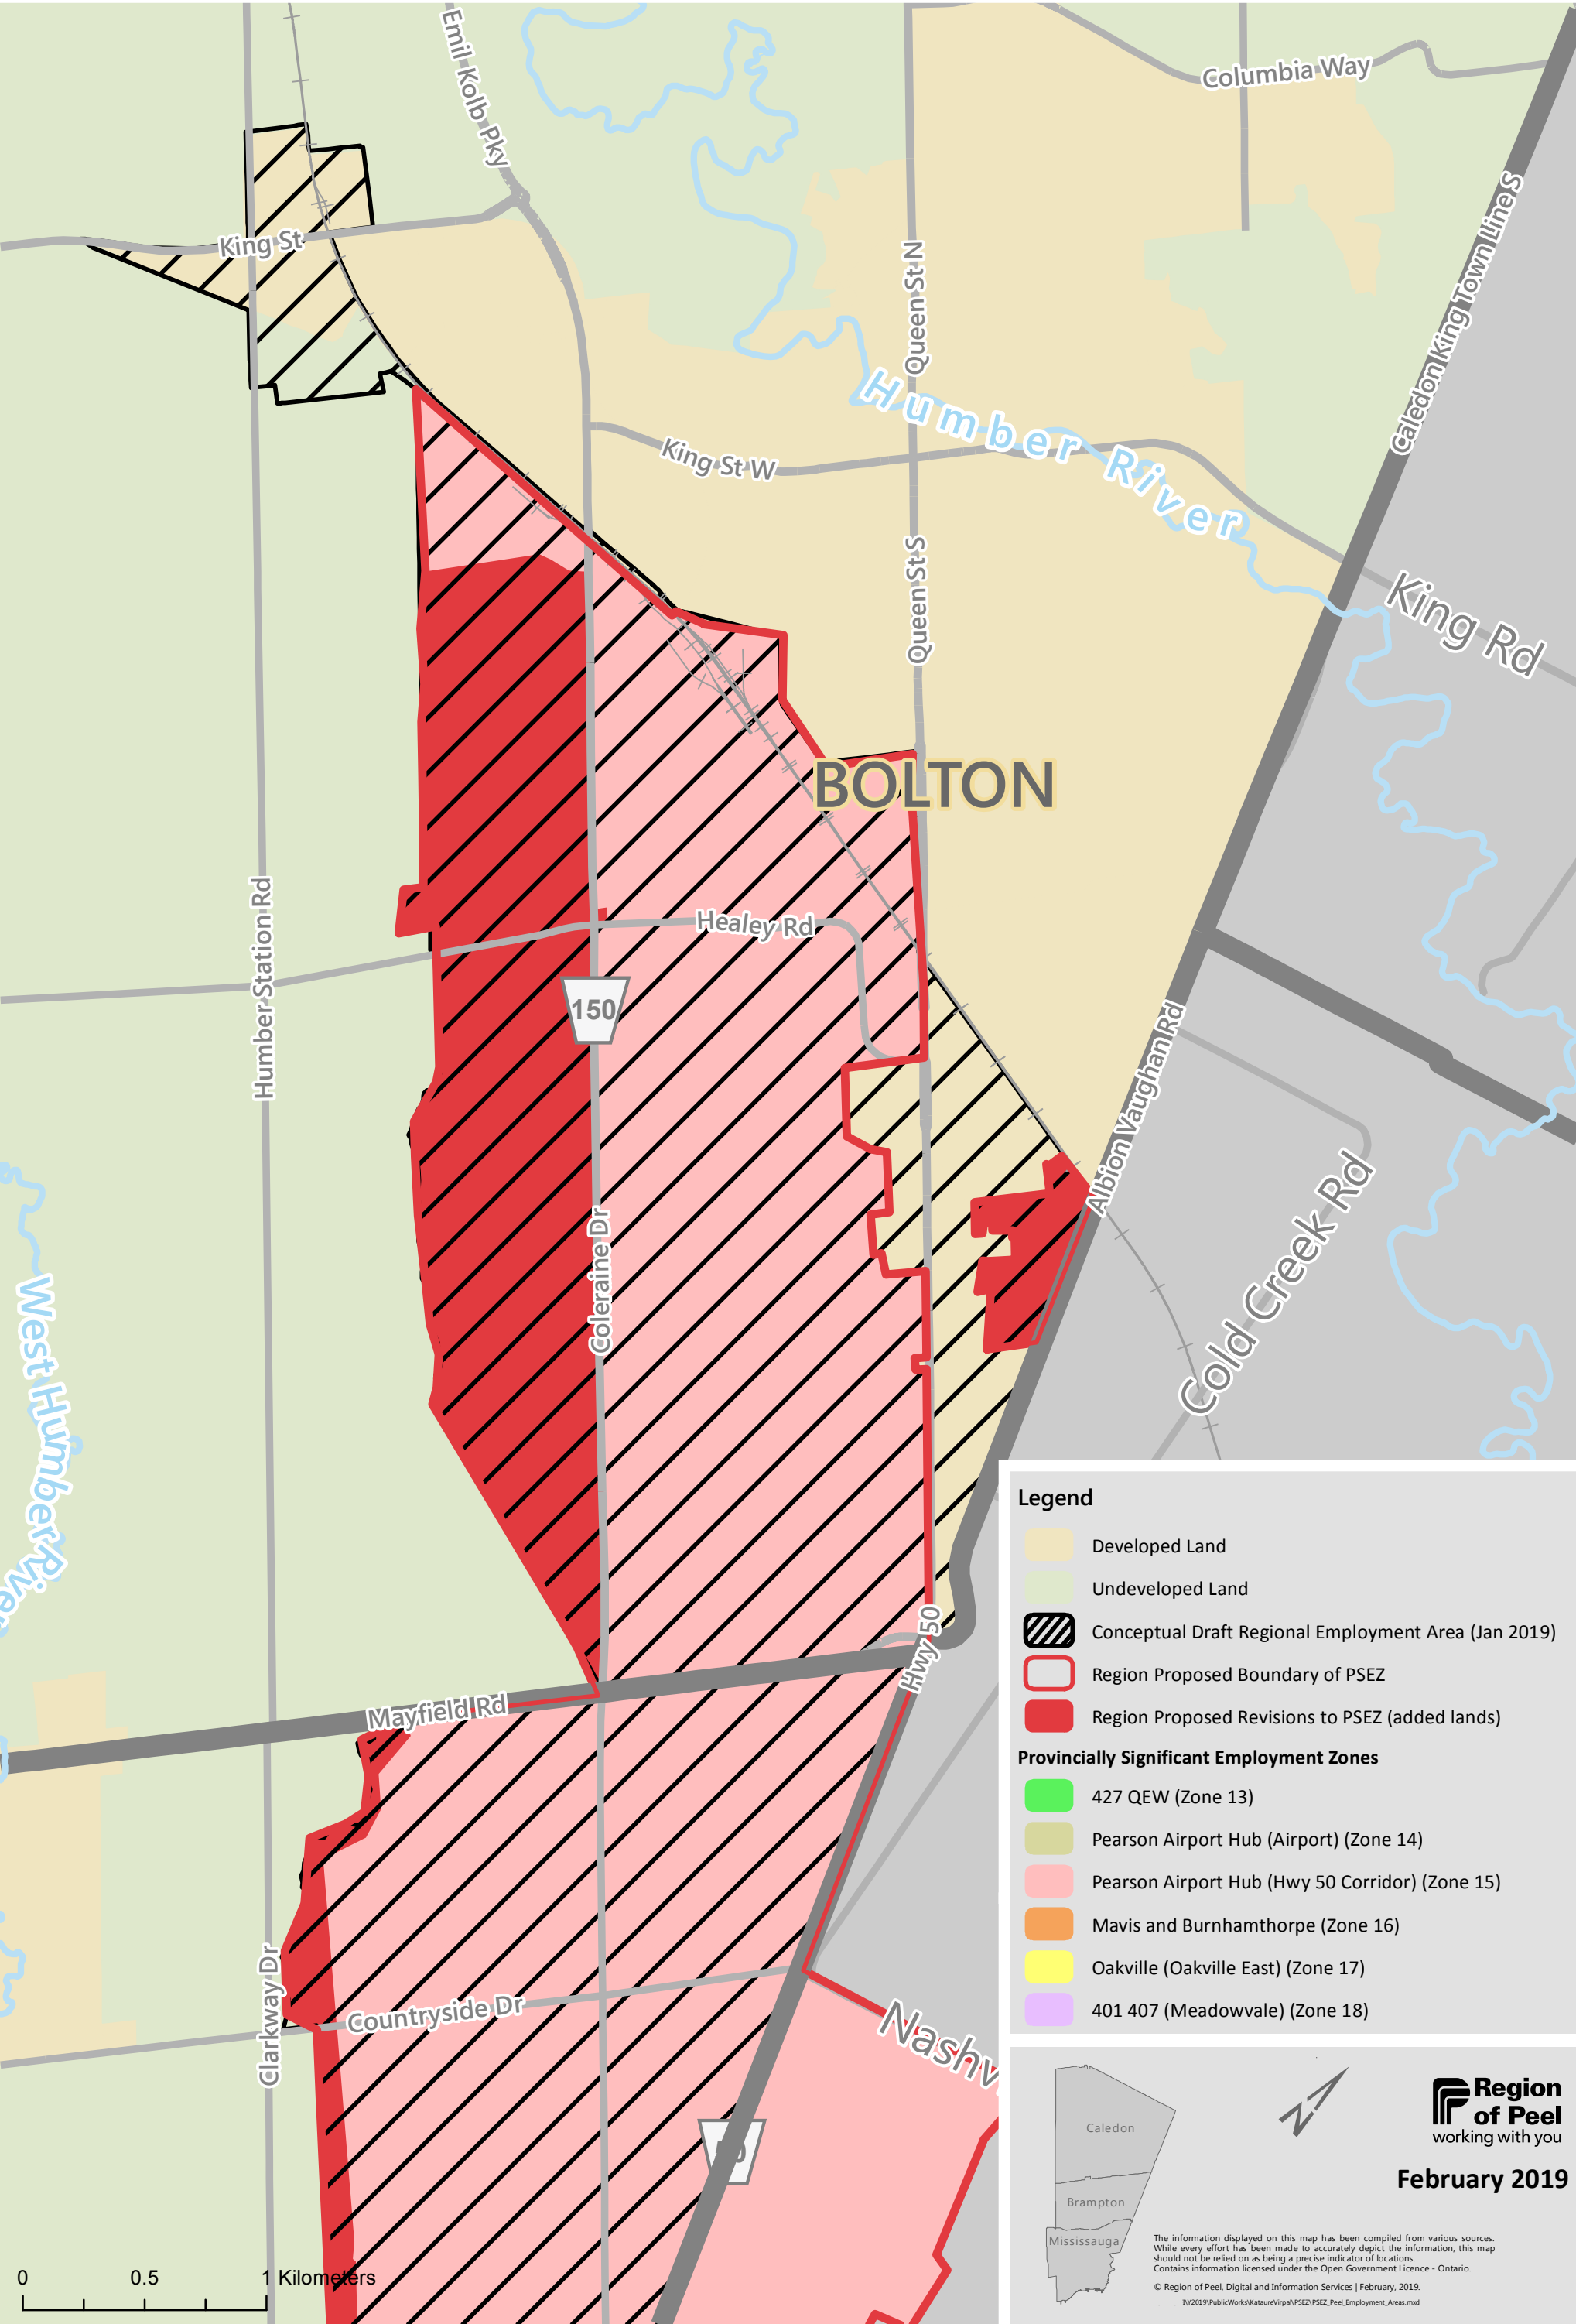 Emil Kolb Pky
Columbia Way
King St
Queen St N
Caledon King Town Line S
Humber River
King St W
Queen St S
King Rd
BOLTON
Humber Station Rd
Healey Rd
150
Albion Vaughan Rd
Cold Creek Rd
Coleraine Dr
West Humber River
Hwy 50
Mayfield Rd
Clarkway Dr
Countryside Dr
Nashv
Legend
Developed Land
Undeveloped Land
Conceptual Draft Regional Employment Area (Jan 2019)
Region Proposed Boundary of PSEZ
Region Proposed Revisions to PSEZ (added lands)
Provincially Significant Employment Zones
427 QEW (Zone 13)
Pearson Airport Hub (Airport) (Zone 14)
Pearson Airport Hub (Hwy 50 Corridor) (Zone 15)
Mavis and Burnhamthorpe (Zone 16)
Oakville (Oakville East) (Zone 17)
401 407 (Meadowvale) (Zone 18)
Caledon
Brampton
Mississauga
N
Region
of Peel
working with you
February 2019
The information displayed on this map has been compiled from various sources.
While every effort has been made to accurately depict the information, this map
should not be relied on as being a precise indicator of locations.
Contains information licensed under the Open Government Licence - Ontario.
© Region of Peel, Digital and Information Services | February, 2019.
I:\Y2019\PublicWorks\KataureVirpal\PSEZ\PSEZ_Peel_Employment_Areas.mxd
0 0.5 1 Kilometers